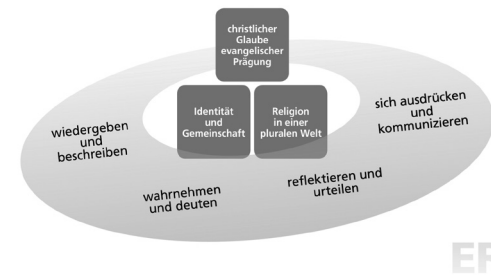 christlicher
Glaube
evangelischer
Prägung
Identität
und
Gemeinschaft
Religion
in einer
pluralen Welt
wiedergeben
und
beschreiben
wahrnehmen
und deuten
reflektieren und
urteilen
sich ausdrücken
und
kommunizieren